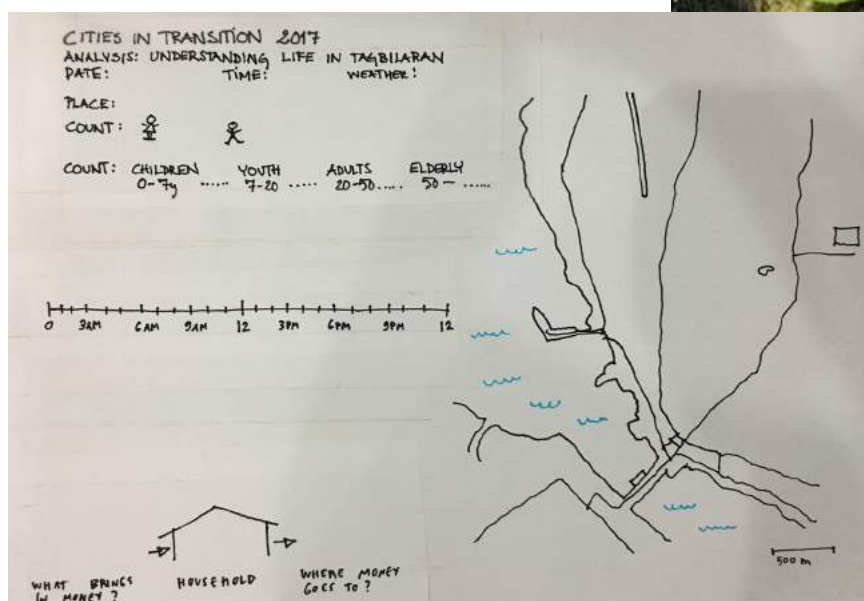 CITIES IN TRANSITION 2017
ANALYSIS: UNDERSTANDING LIFE IN TAGBILARAN
DATE: TIME: WEATHER:
PLACE:
COUNT:
COUNT: CHILDREN YOUTH ADULTS ELDERLY
0-7y ...... 7-20 ..... 20-50..... 50- ......
0 3AM 6AM 9AM 12 3PM 6PM 9PM 12
WHAT BRINGS IN MONEY? HOUSEHOLD WHERE MONEY GOES TO?
500 m